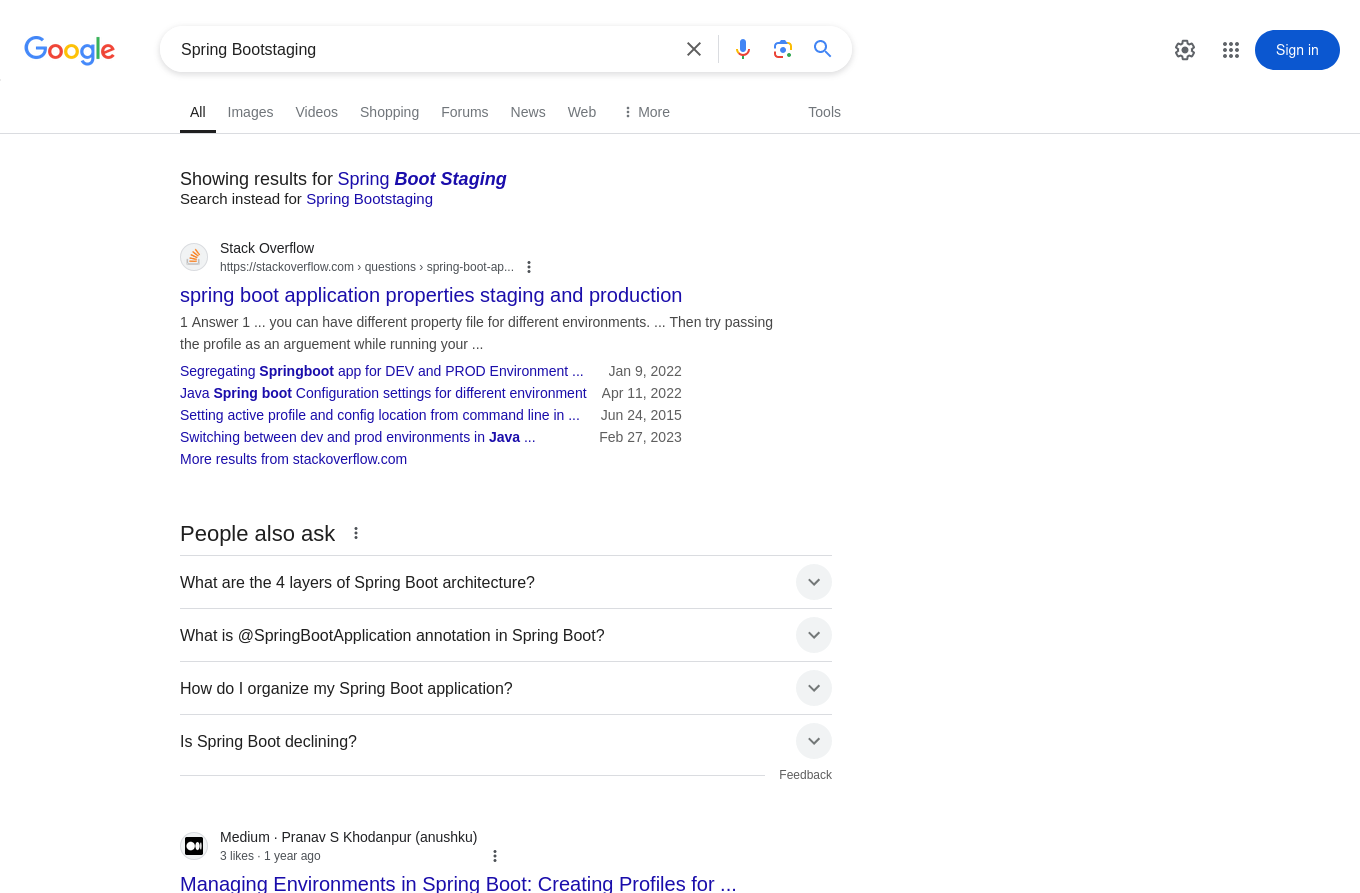 Google
Spring Bootstaging
Sign in
All Images Videos Shopping Forums News Web More Tools
Showing results for Spring Boot Staging
Search instead for Spring Bootstaging
Stack Overflow
https://stackoverflow.com › questions › spring-boot-ap...
spring boot application properties staging and production
1 Answer 1 ... you can have different property file for different environments. ... Then try passing
the profile as an arguement while running your ...
Segregating Springboot app for DEV and PROD Environment ... Jan 9, 2022
Java Spring boot Configuration settings for different environment Apr 11, 2022
Setting active profile and config location from command line in ... Jun 24, 2015
Switching between dev and prod environments in Java ... Feb 27, 2023
More results from stackoverflow.com
People also ask
What are the 4 layers of Spring Boot architecture?
What is @SpringBootApplication annotation in Spring Boot?
How do I organize my Spring Boot application?
Is Spring Boot declining?
Feedback
Medium · Pranav S Khodanpur (anushku)
3 likes · 1 year ago
Managing Environments in Spring Boot: Creating Profiles for ...